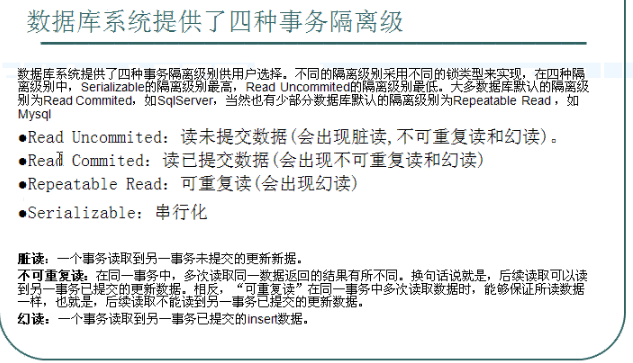 数据库系统提供了四种事务隔离级
数据库系统提供了四种事务隔离级别供用户选择。不同的隔离级别采用不同的锁类型来实现，在四种隔
离级别中，Serializable的隔离级别最高，Read Uncommited的隔离级别最低。大多数据库默认的隔离级
别为Read Commited，如SqlServer，当然也有少部分数据库默认的隔离级别为Repeatable Read ，如
Mysql
●Read Uncommited：读未提交数据(会出现脏读,不可重复读和幻读)。
●Read Commited：读已提交数据(会出现不可重复读和幻读)
●Repeatable Read：可重复读(会出现幻读)
●Serializable：串行化
脏读：一个事务读取到另一事务未提交的更新新据。
不可重复读：在同一事务中，多次读取同一数据返回的结果有所不同。换句话说就是，后续读取可以读
到另一事务已提交的更新数据。相反，“可重复读”在同一事务中多次读取数据时，能够保证所读数据
一样，也就是，后续读取不能读到另一事务已提交的更新数据。
幻读：一个事务读取到另一事务已提交的insert数据。